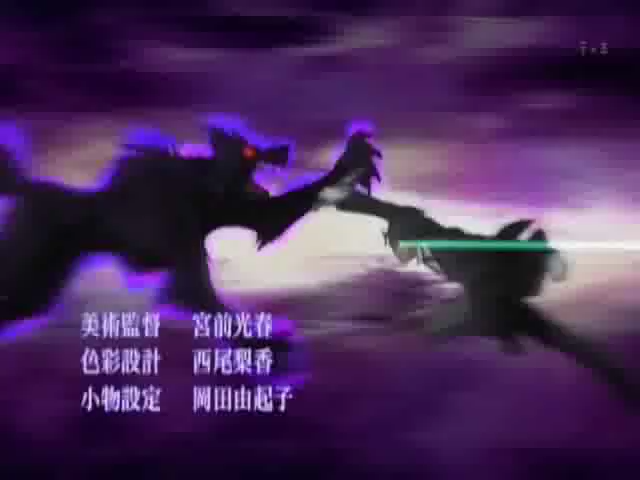 美術監督 宮前光春
色彩設計 西尾梨香
小物設定 岡田由起子